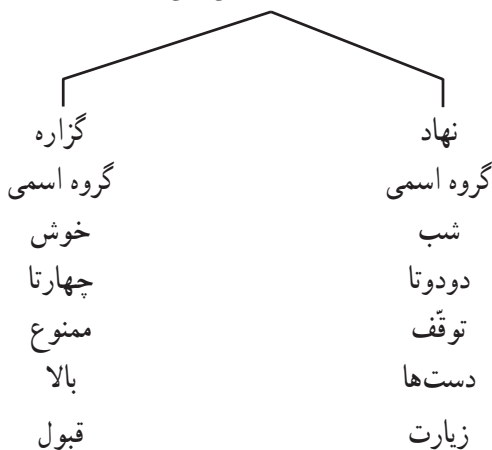 نهاد گزاره
گروه اسمی گروه اسمی
شب خوش
دودوتا چهارتا
توقّف ممنوع
دست‌ها بالا
زیارت قبول